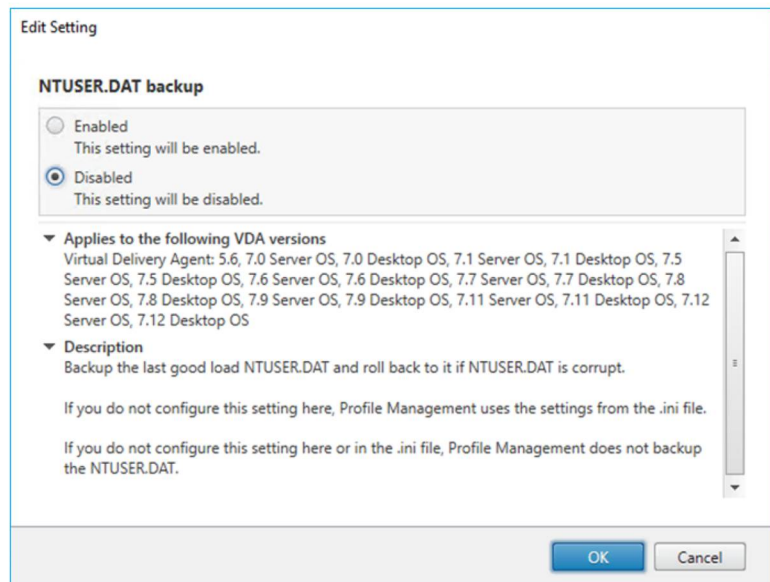 Edit Setting
NTUSER.DAT backup
Enabled
This setting will be enabled.
Disabled
This setting will be disabled.
Applies to the following VDA versions
Virtual Delivery Agent: 5.6, 7.0 Server OS, 7.0 Desktop OS, 7.1 Server OS, 7.1 Desktop OS, 7.5
Server OS, 7.5 Desktop OS, 7.6 Server OS, 7.6 Desktop OS, 7.7 Server OS, 7.7 Desktop OS, 7.8
Server OS, 7.8 Desktop OS, 7.9 Server OS, 7.9 Desktop OS, 7.11 Server OS, 7.11 Desktop OS, 7.12
Server OS, 7.12 Desktop OS
Description
Backup the last good load NTUSER.DAT and roll back to it if NTUSER.DAT is corrupt.
If you do not configure this setting here, Profile Management uses the settings from the .ini file.
If you do not configure this setting here or in the .ini file, Profile Management does not backup
the NTUSER.DAT.
OK
Cancel